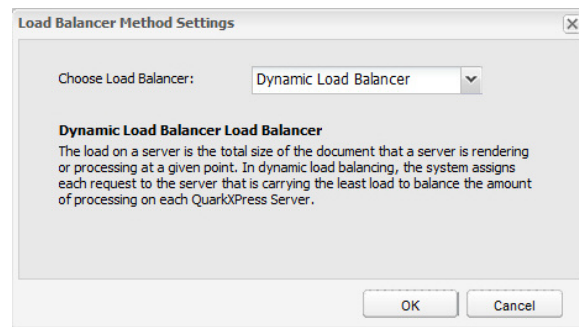 Load Balancer Method Settings
Choose Load Balancer: Dynamic Load Balancer
Dynamic Load Balancer Load Balancer
The load on a server is the total size of the document that a server is rendering
or processing at a given point. In dynamic load balancing, the system assigns
each request to the server that is carrying the least load to balance the amount
of processing on each QuarkXPress Server.
OK Cancel